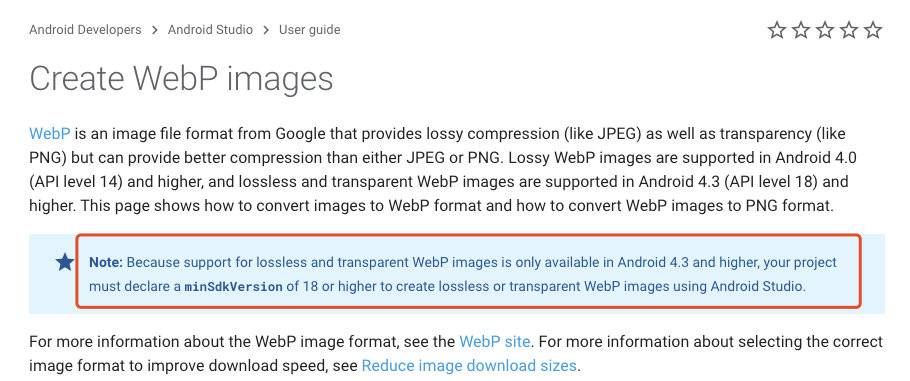 Android Developers > Android Studio > User guide
Create WebP images
WebP is an image file format from Google that provides lossy compression (like JPEG) as well as transparency (like
PNG) but can provide better compression than either JPEG or PNG. Lossy WebP images are supported in Android 4.0
(API level 14) and higher, and lossless and transparent WebP images are supported in Android 4.3 (API level 18) and
higher. This page shows how to convert images to WebP format and how to convert WebP images to PNG format.
Note: Because support for lossless and transparent WebP images is only available in Android 4.3 and higher, your project
must declare a minSdkVersion of 18 or higher to create lossless or transparent WebP images using Android Studio.
For more information about the WebP image format, see the WebP site. For more information about selecting the correct
image format to improve download speed, see Reduce image download sizes.